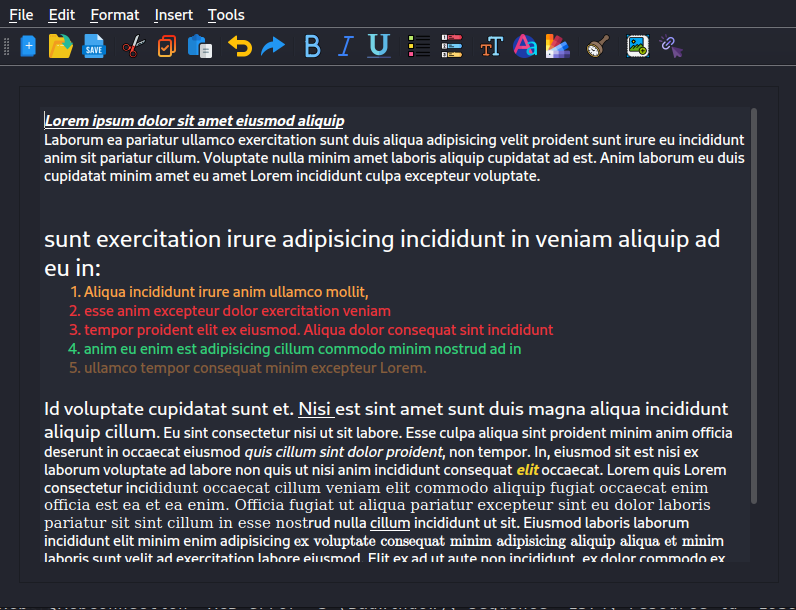 File Edit Format Insert Tools
SAVE B I U T T A a
Lorem ipsum dolor sit amet eiusmod aliquip
Laborum ea pariatur ullamco exercitation sunt duis aliqua adipisicing velit proident sunt irure eu incididunt
anim sit pariatur cillum. Voluptate nulla minim amet laboris aliquip cupidatat ad est. Anim laborum eu duis
cupidatat minim amet eu amet Lorem incididunt culpa excepteur voluptate.
sunt exercitation irure adipisicing incididunt in veniam aliquip ad
eu in:
1. Aliqua incididunt irure anim ullamco mollit,
2. esse anim excepteur dolor exercitation veniam
3. tempor proident elit ex eiusmod. Aliqua dolor consequat sint incididunt
4. anim eu enim est adipisicing cillum commodo minim nostrud ad in
5. ullamco tempor consequat minim excepteur Lorem.
Id voluptate cupidatat sunt et. Nisi est sint amet sunt duis magna aliqua incididunt
aliquip cillum. Eu sint consectetur nisi ut sit labore. Esse culpa aliqua sint proident minim anim officia
deserunt in occaecat eiusmod quis cillum sint dolor proident, non tempor. In, eiusmod sit est nisi ex
laborum voluptate ad labore non quis ut nisi anim incididunt consequat elit occaecat. Lorem quis Lorem
consectetur incididunt occaecat cillum veniam elit commodo aliquip fugiat occaecat enim
officia est ea et ea enim. Officia fugiat ut aliqua pariatur excepteur sint eu dolor laboris
pariatur sit sint cillum in esse nostrud nulla cillum incididunt ut sit. Eiusmod laboris laborum
incididunt elit minim enim adipisicing ex voluptate consequat minim adipisicing aliquip aliqua et minim
laboris sunt velit ad exercitation labore eiusmod. Elit ex ad ut aute non incididunt, ex dolor commodo ex